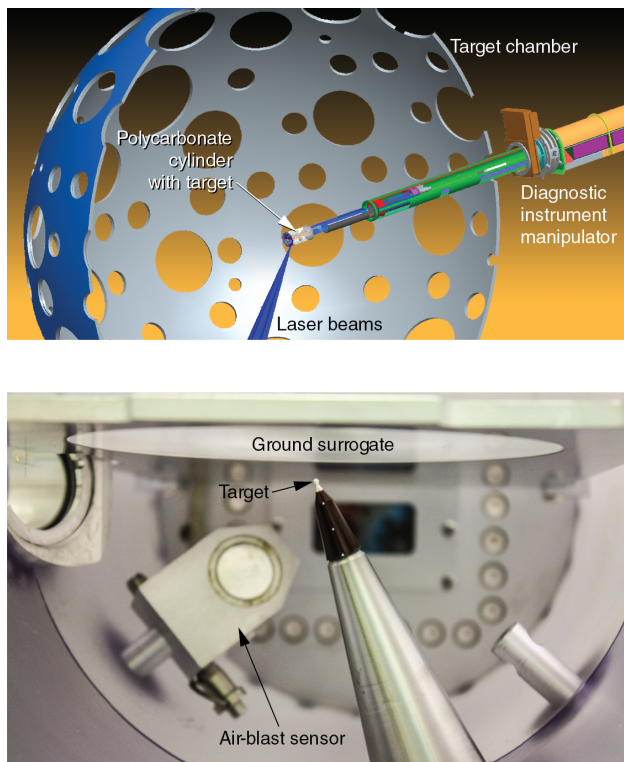 Target chamber
Polycarbonate
cylinder
with target
Diagnostic
instrument
manipulator
Laser beams
Ground surrogate
Target
Air-blast sensor